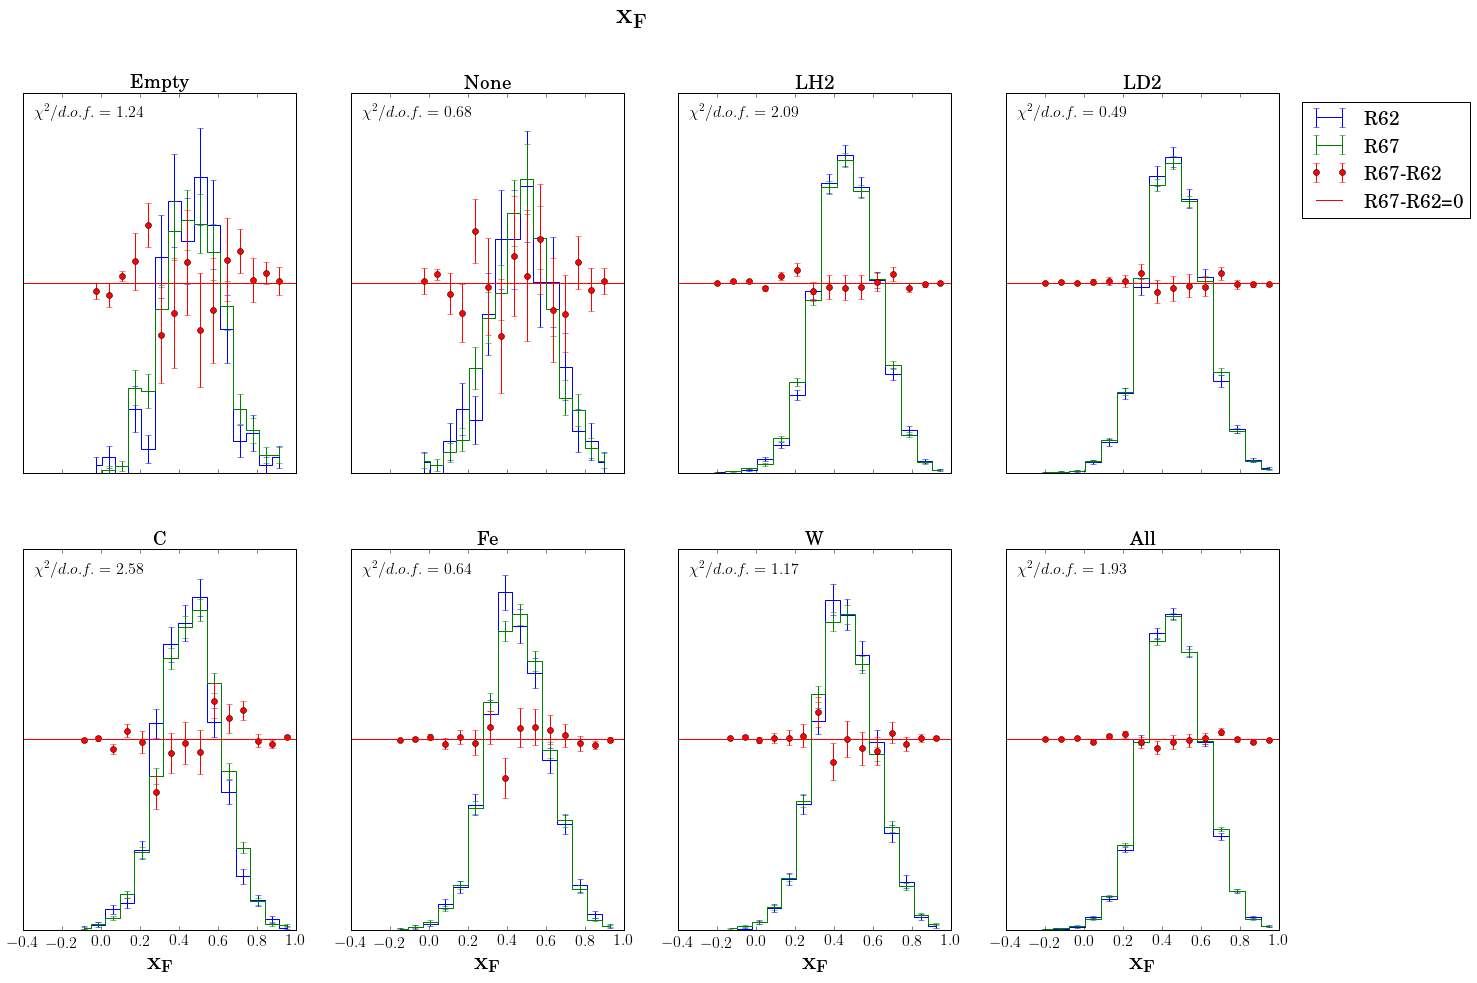 x_F
Empty
None
LH2
LD2
χ²/d.o.f. = 1.24
χ²/d.o.f. = 0.68
χ²/d.o.f. = 2.09
χ²/d.o.f. = 0.49
R62
R67
R67-R62
R67-R62=0
C
Fe
W
All
χ²/d.o.f. = 2.58
χ²/d.o.f. = 0.64
χ²/d.o.f. = 1.17
χ²/d.o.f. = 1.93
−0.4 −0.2 0.0 0.2 0.4 0.6 0.8 1.0
−0.4 −0.2 0.0 0.2 0.4 0.6 0.8 1.0
−0.4 −0.2 0.0 0.2 0.4 0.6 0.8 1.0
−0.4 −0.2 0.0 0.2 0.4 0.6 0.8 1.0
x_F
x_F
x_F
x_F